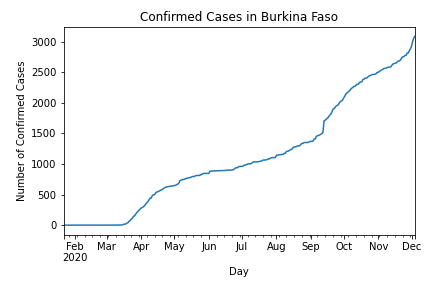 Confirmed Cases in Burkina Faso
Number of Confirmed Cases
3000
2500
2000
1500
1000
500
0
Feb Mar Apr May Jun Jul Aug Sep Oct Nov Dec
2020
Day